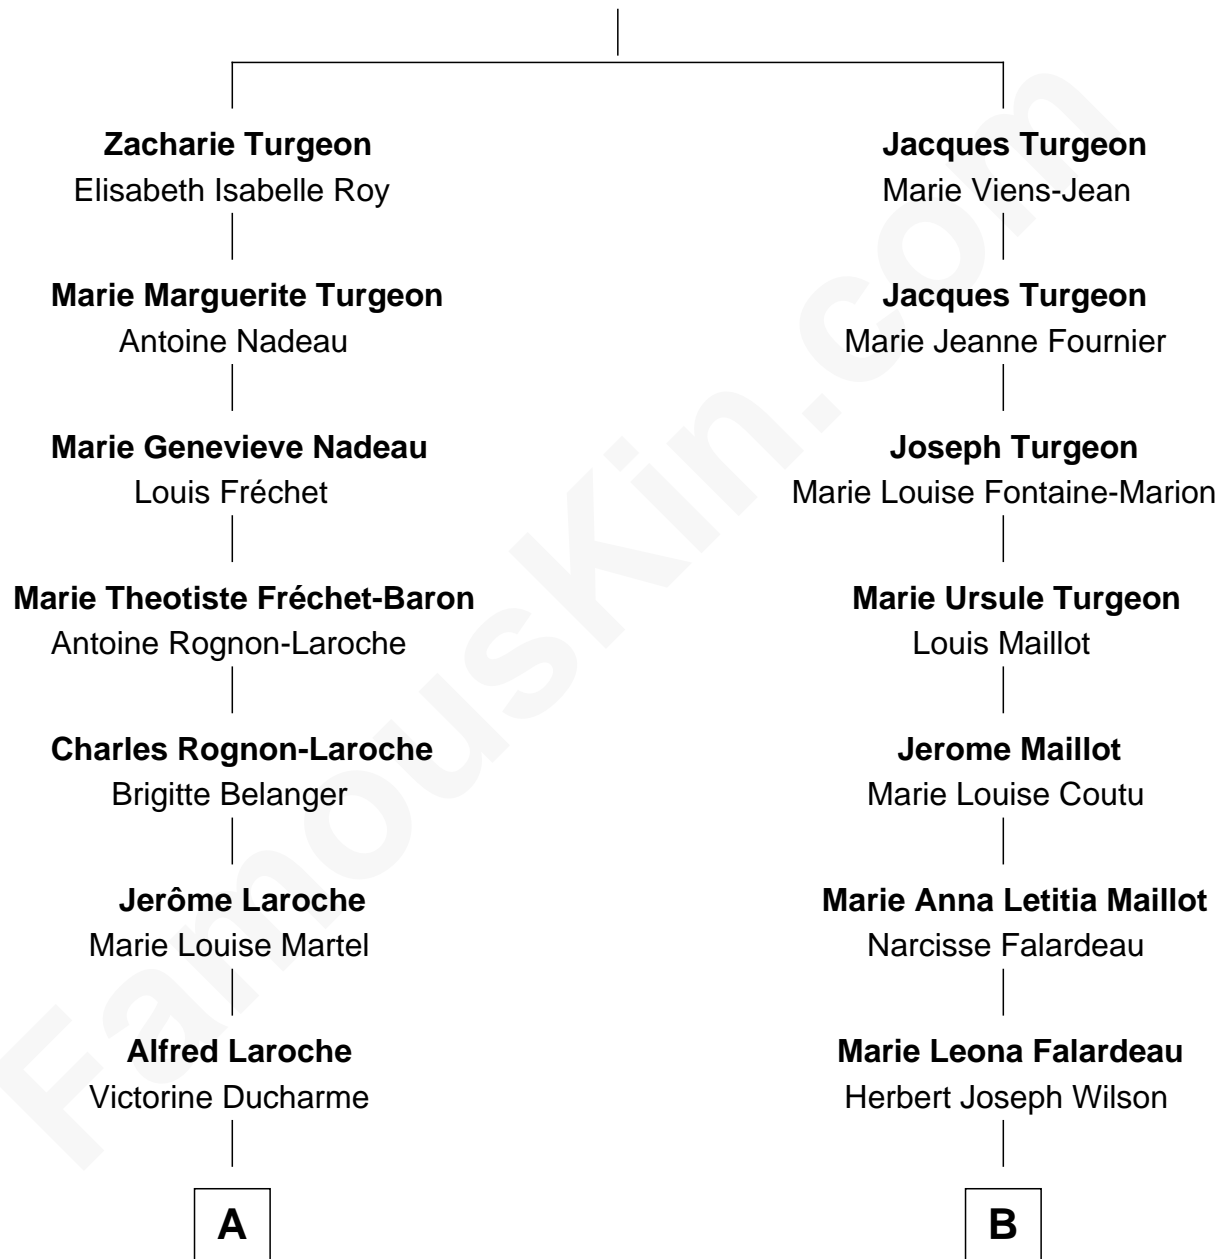 Zacharie Turgeon
Elisabeth Isabelle Roy
Marie Marguerite Turgeon
Antoine Nadeau
Marie Genevieve Nadeau
Louis Fréchet
Marie Theotiste Fréchet-Baron
Antoine Rognon-Laroche
Charles Rognon-Laroche
Brigitte Belanger
Jerôme Laroche
Marie Louise Martel
Alfred Laroche
Victorine Ducharme
A
Jacques Turgeon
Marie Viens-Jean
Jacques Turgeon
Marie Jeanne Fournier
Joseph Turgeon
Marie Louise Fontaine-Marion
Marie Ursule Turgeon
Louis Maillot
Jerome Maillot
Marie Louise Coutu
Marie Anna Letitia Maillot
Narcisse Falardeau
Marie Leona Falardeau
Herbert Joseph Wilson
B
FamousKin.com